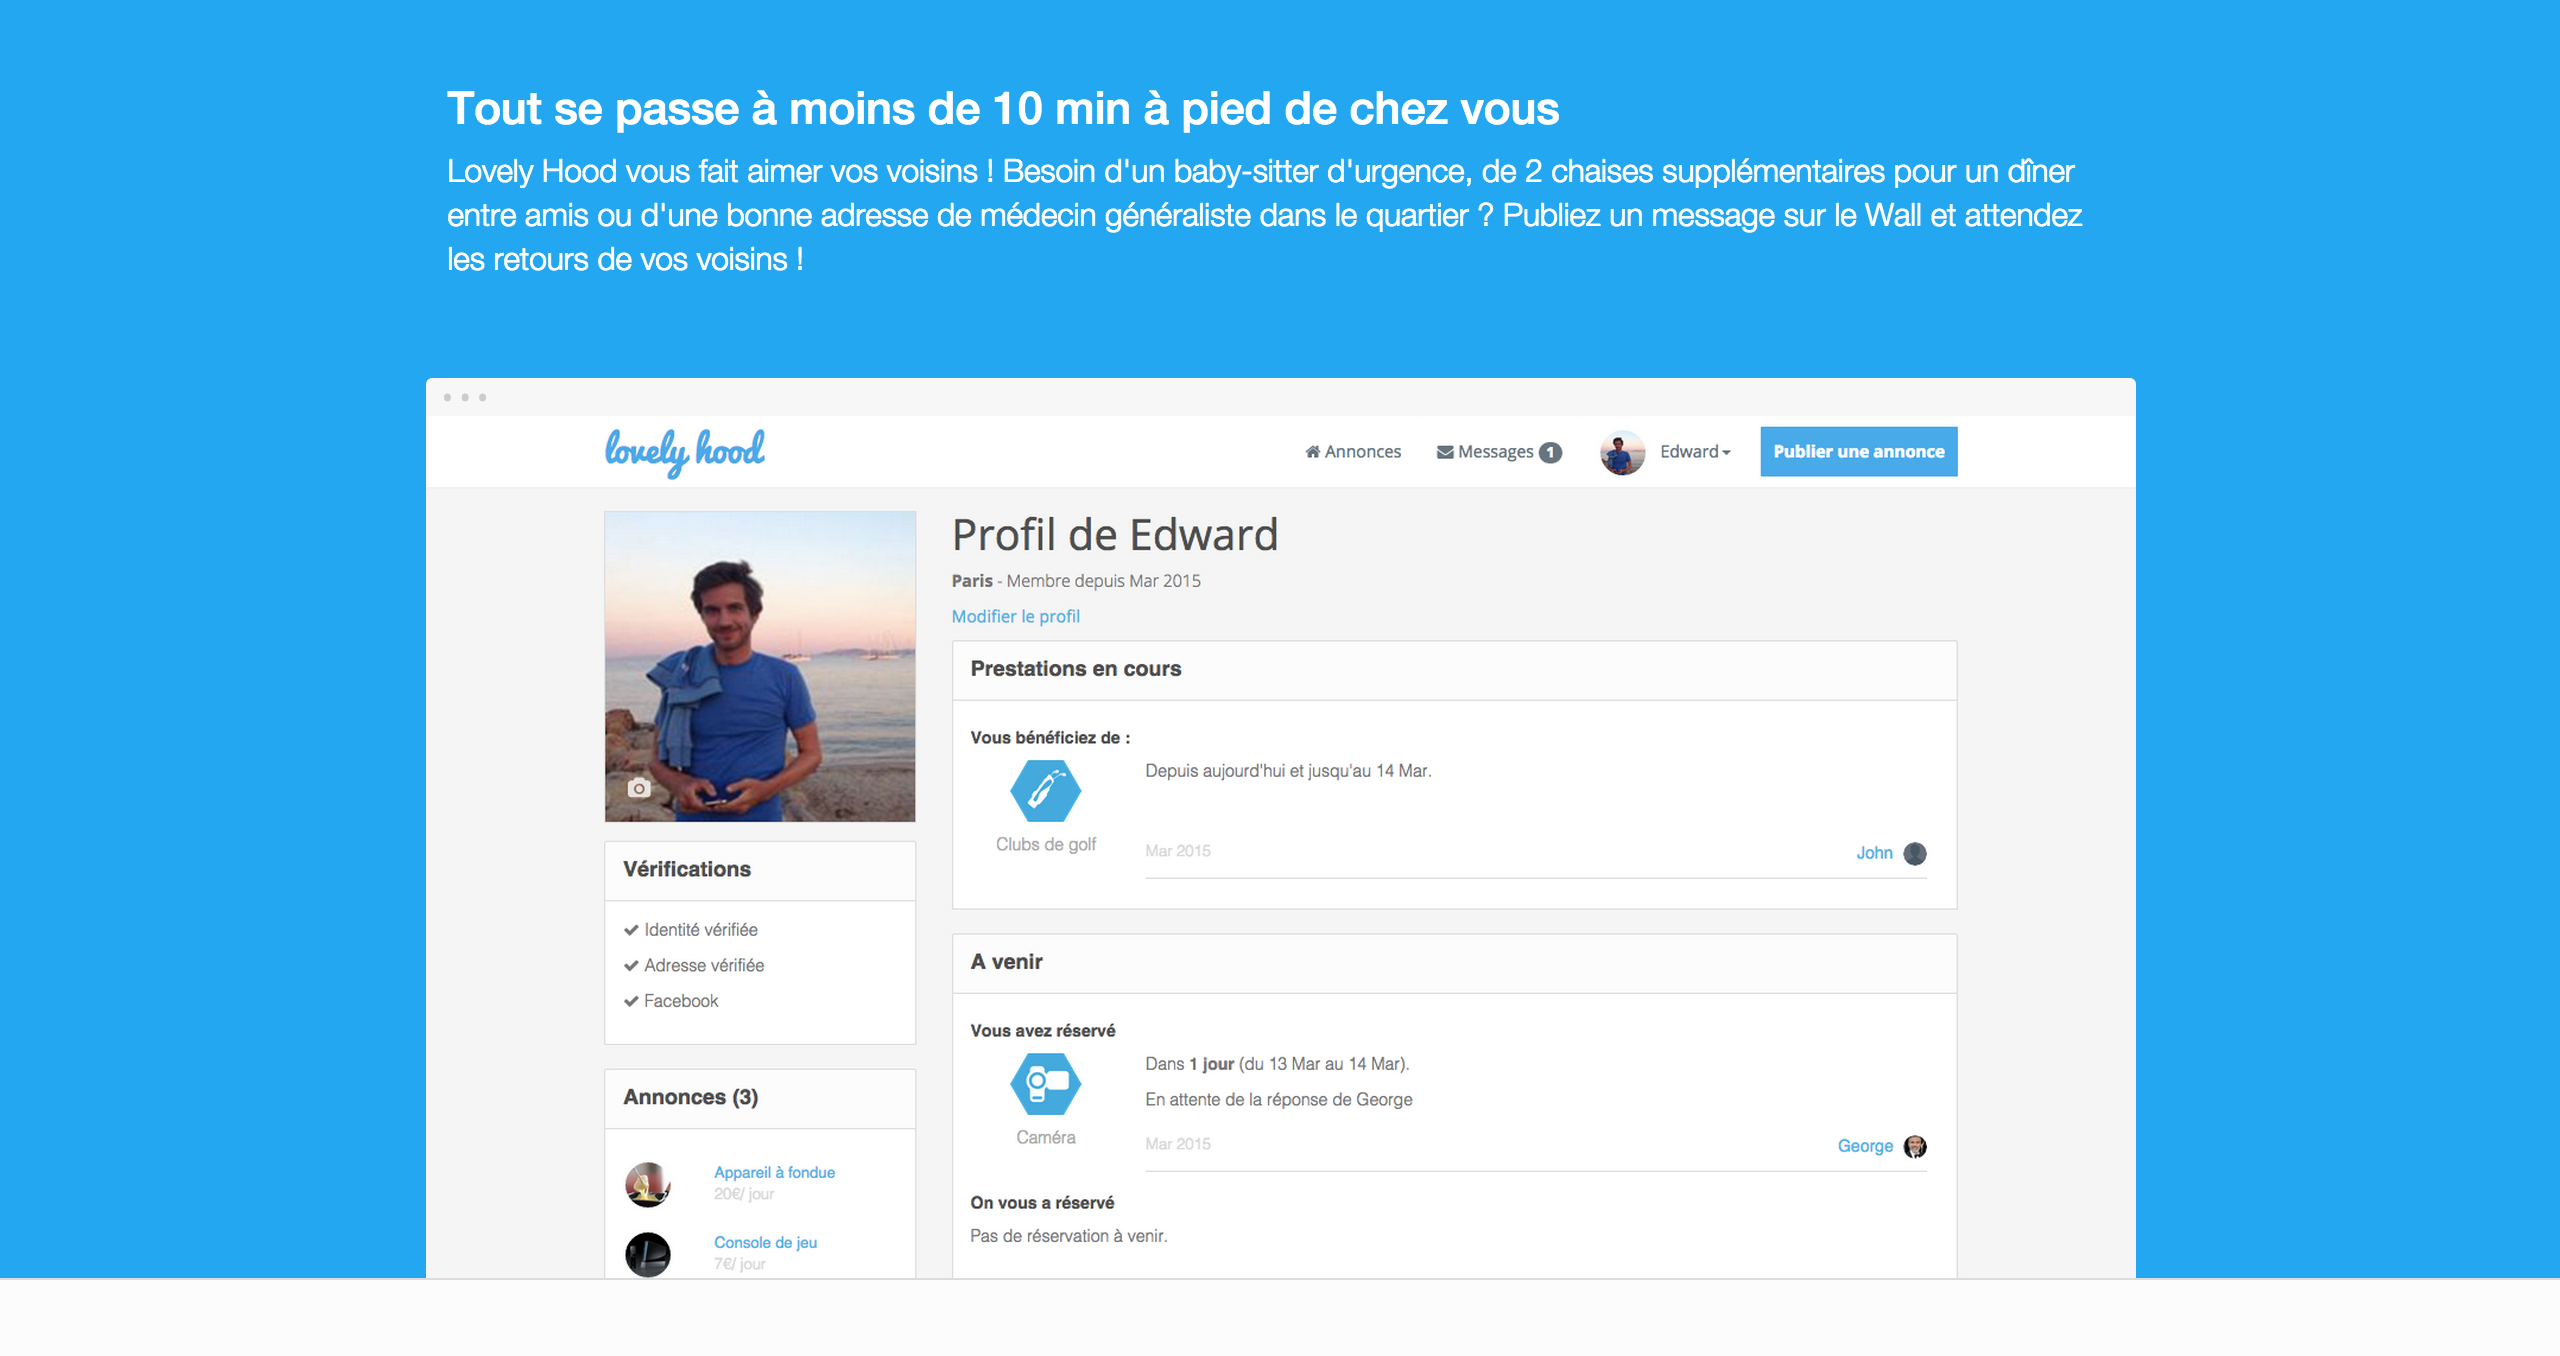 Tout se passe à moins de 10 min à pied de chez vous
Lovely Hood vous fait aimer vos voisins ! Besoin d'un baby-sitter d'urgence, de 2 chaises supplémentaires pour un dîner
entre amis ou d'une bonne adresse de médecin généraliste dans le quartier ? Publiez un message sur le Wall et attendez
les retours de vos voisins !
lovely hood
Annonces
Messages 1
Edward
Publier une annonce
Profil de Edward
Paris - Membre depuis Mar 2015
Modifier le profil
Vérifications
Identité vérifiée
Adresse vérifiée
Facebook
Annonces (3)
Appareil à fondue
20€/ jour
Console de jeu
7€/ jour
Prestations en cours
Vous bénéficiez de :
Clubs de golf
Depuis aujourd'hui et jusqu'au 14 Mar.
Mar 2015
John
A venir
Vous avez réservé
Caméra
Dans 1 jour (du 13 Mar au 14 Mar).
En attente de la réponse de George
Mar 2015
George
On vous a réservé
Pas de réservation à venir.